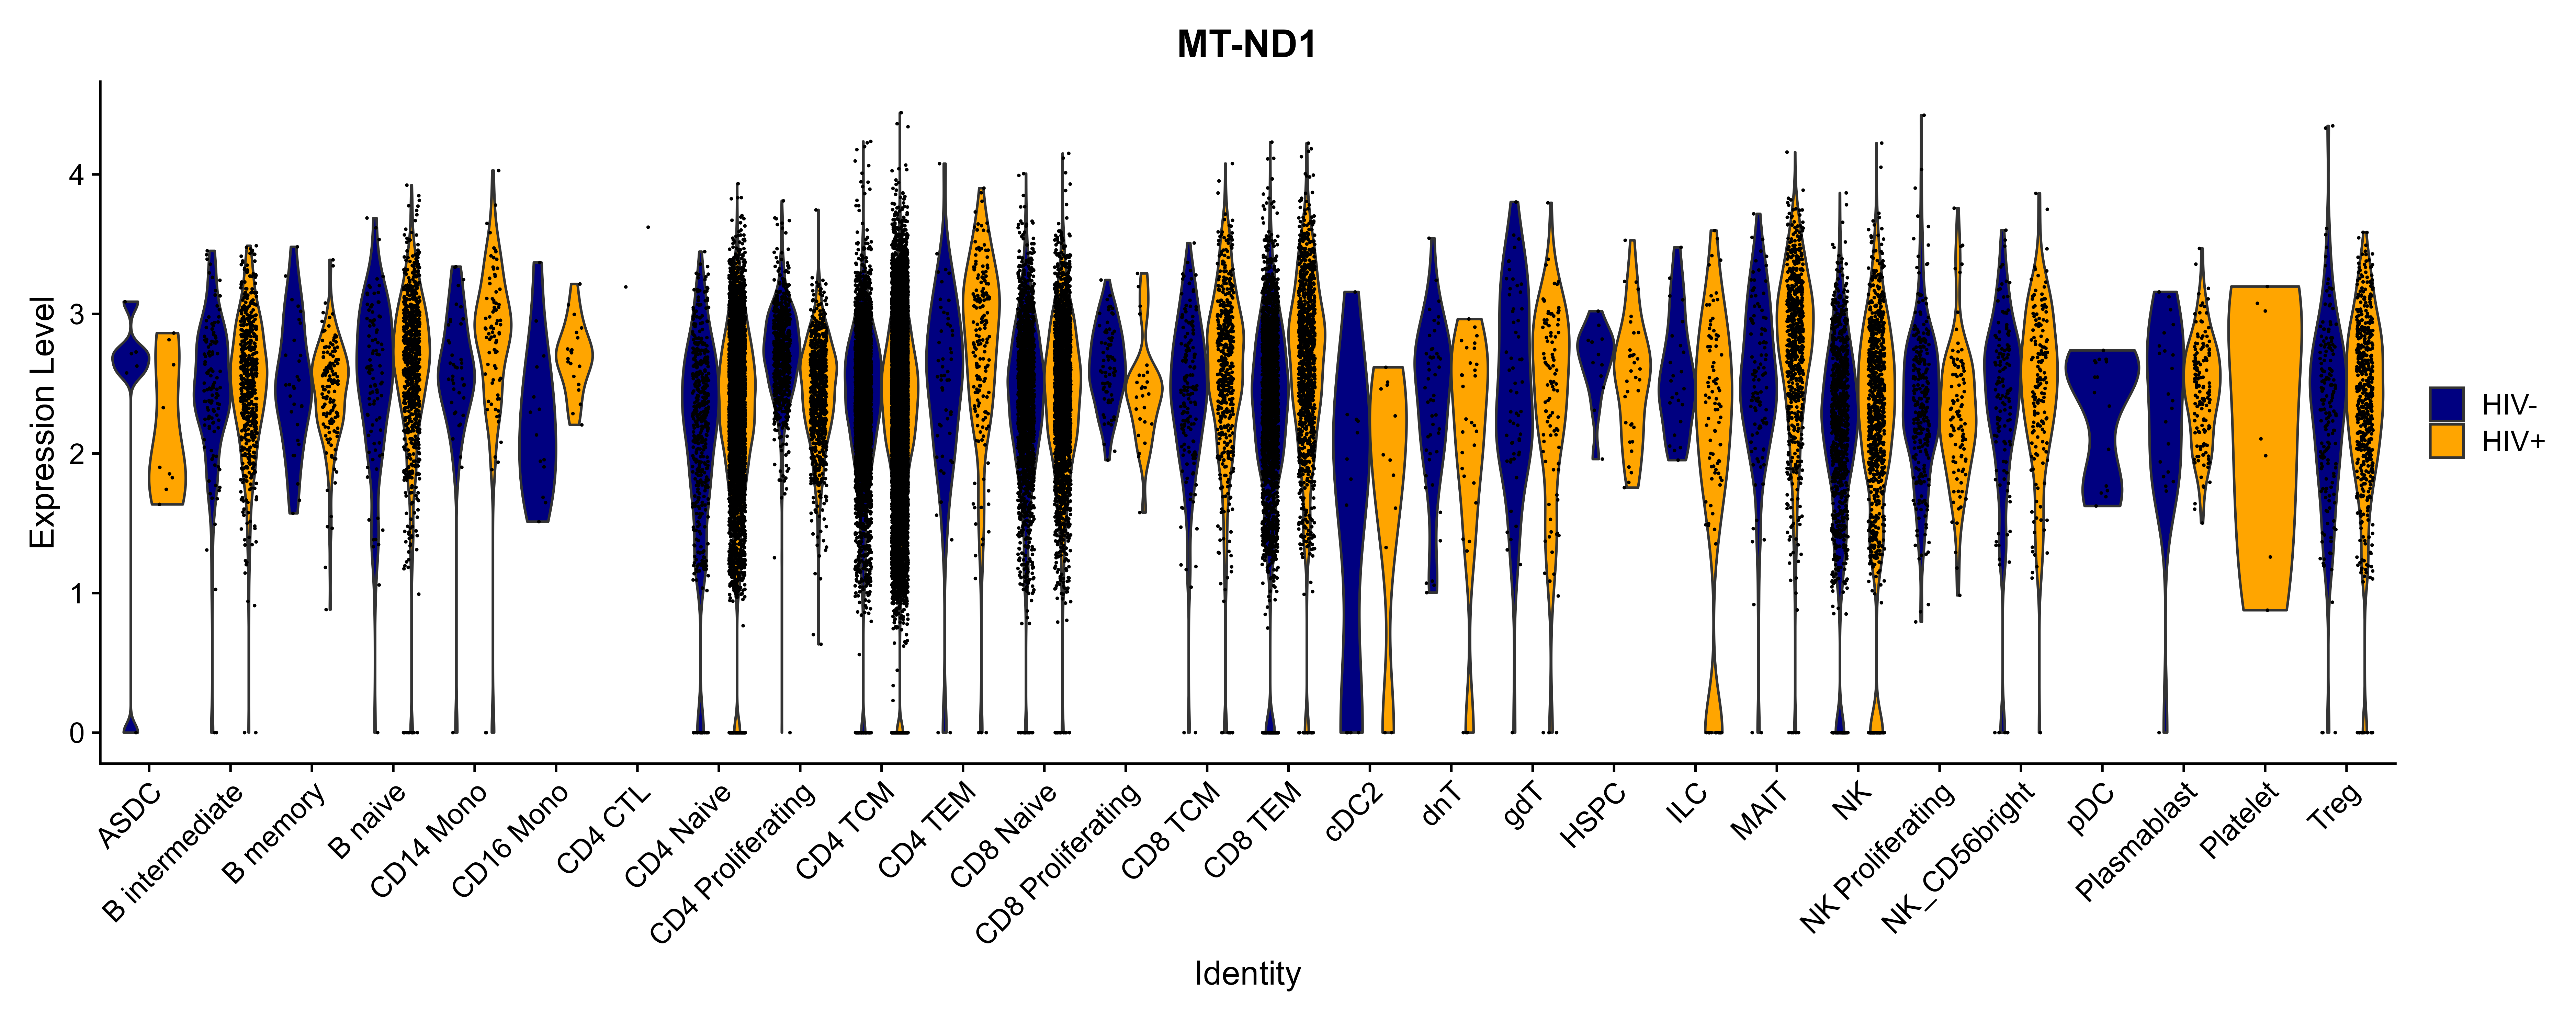 MT-ND1
Expression Level
4
3
2
1
0
HIV-
HIV+
ASDC
B intermediate
B memory
B naive
CD14 Mono
CD16 Mono
CD4 CTL
CD4 Naive
CD4 Proliferating
CD4 TCM
CD4 TEM
CD8 Naive
CD8 Proliferating
CD8 TCM
CD8 TEM
cDC2
dnT
gdT
HSPC
ILC
MAIT
NK
NK Proliferating
NK_CD56bright
pDC
Plasmablast
Platelet
Treg
Identity